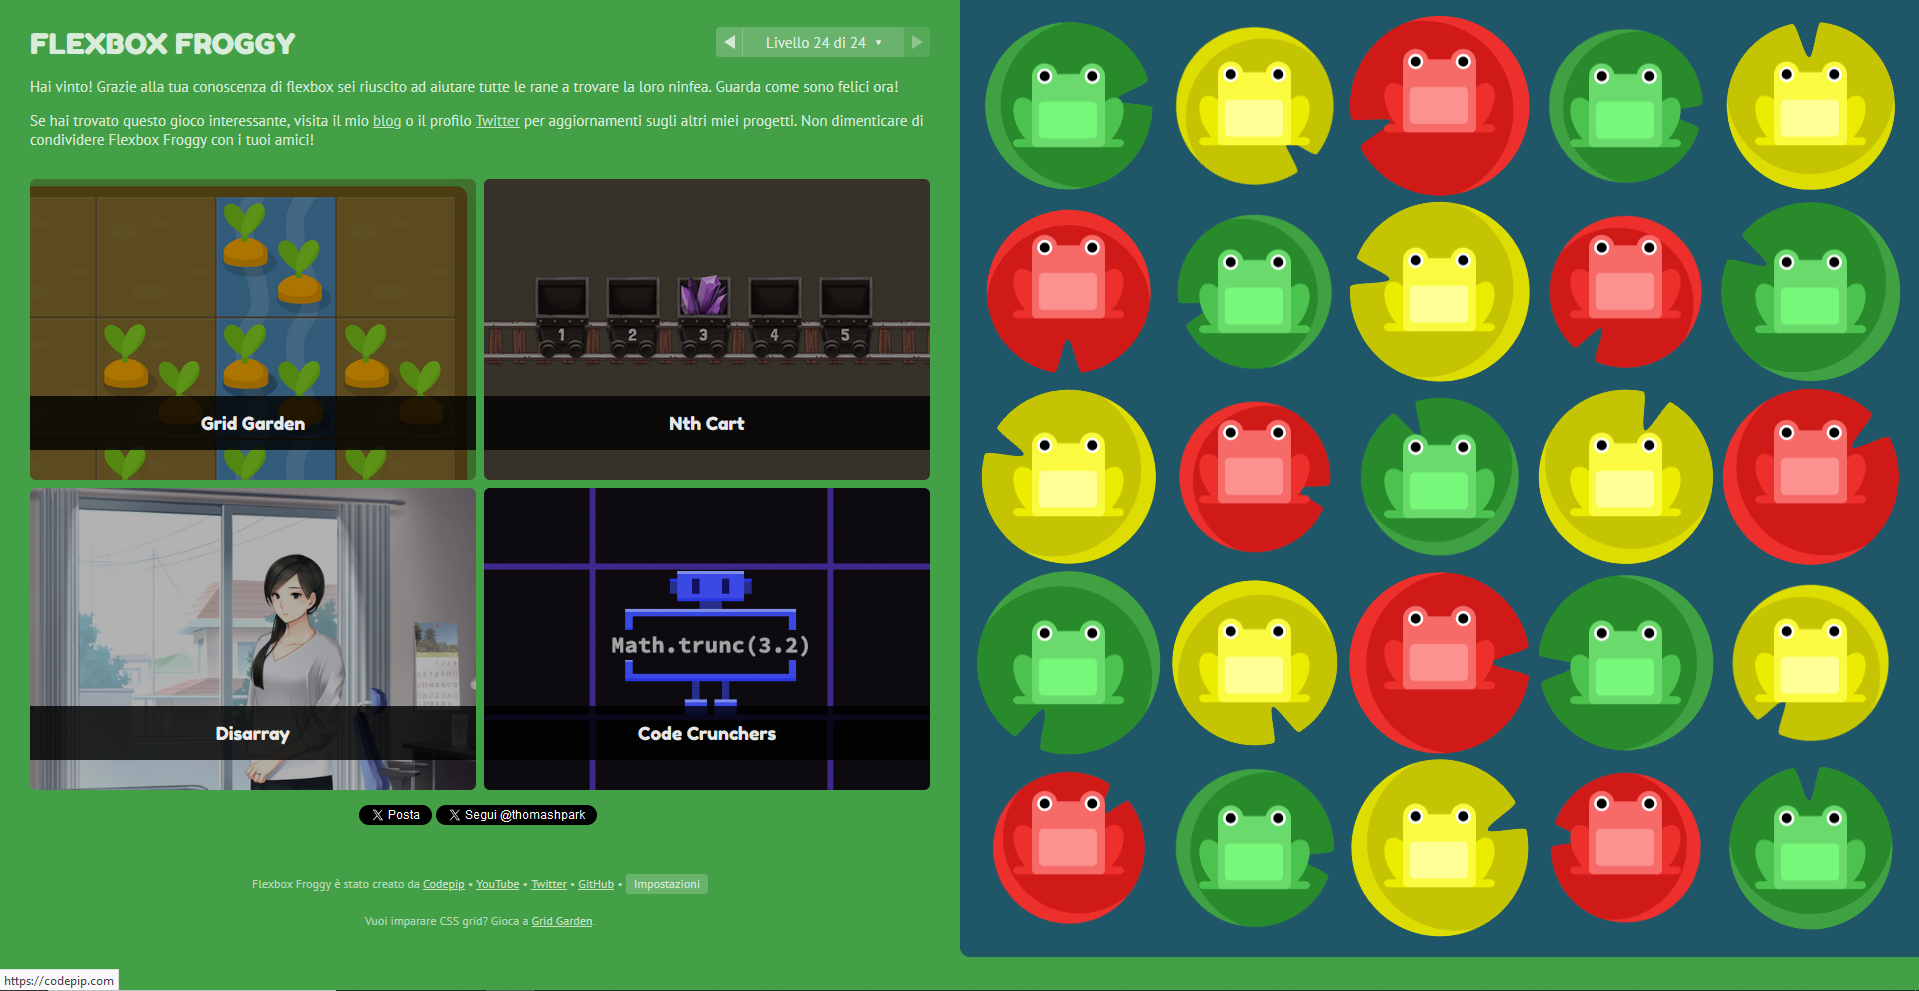 FLEXBOX FROGGY
Livello 24 di 24
Hai vinto! Grazie alla tua conoscenza di flexbox sei riuscito ad aiutare tutte le rane a trovare la loro ninfea. Guarda come sono felici ora!
Se hai trovato questo gioco interessante, visita il mio blog o il profilo Twitter per aggiornamenti sugli altri miei progetti. Non dimenticare di
condividere Flexbox Froggy con i tuoi amici!
Grid Garden
1 2 3 4 5
Nth Cart
Disarray
Math.trunc(3.2)
Code Crunchers
Posta
Segui @thomashpark
Flexbox Froggy è stato creato da Codepip • YouTube • Twitter • GitHub • Impostazioni
Vuoi imparare CSS grid? Gioca a Grid Garden.
https://codepip.com